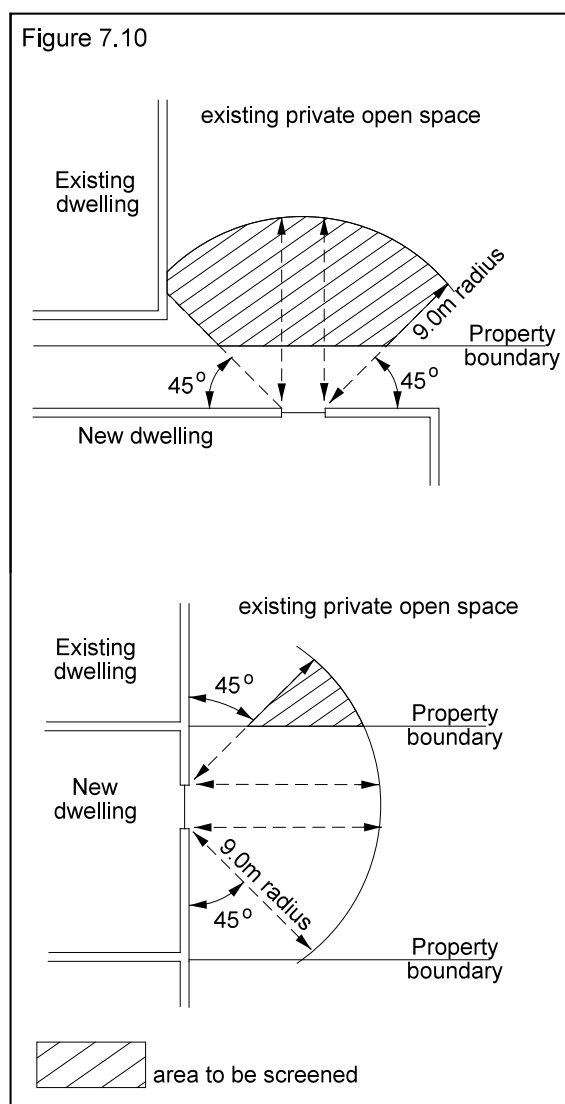 Figure 7.10
existing private open space
Existing
dwelling
9.0m radius
Property
boundary
45°
45°
New dwelling
existing private open space
Existing
dwelling
45°
Property
boundary
New
dwelling
9.0m radius
45°
Property
boundary
area to be screened